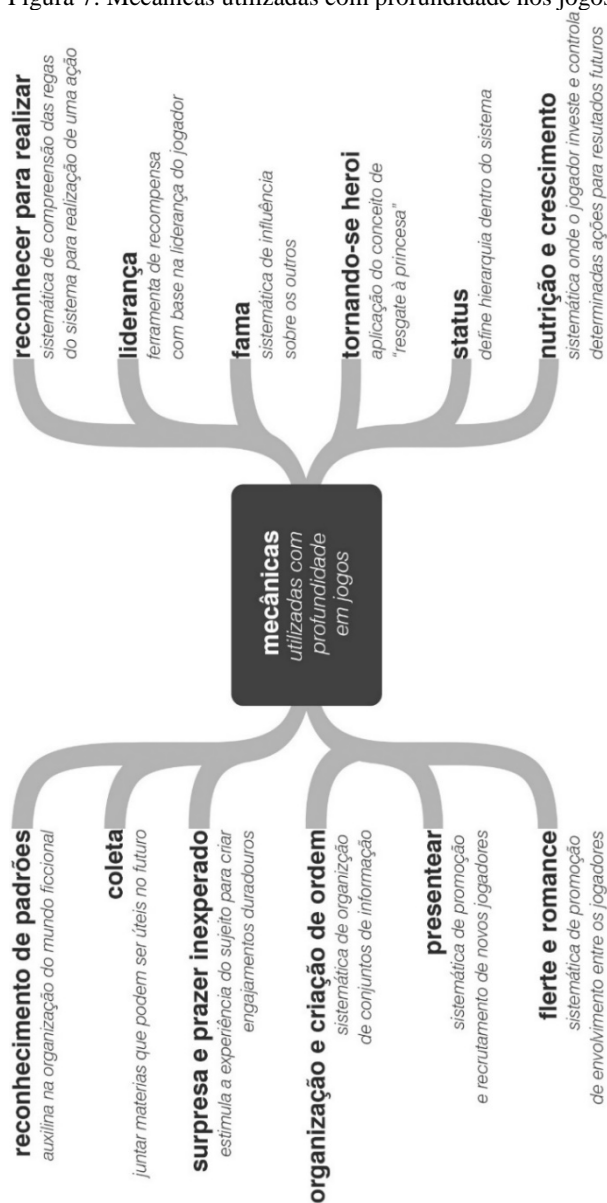 Figura 7: Mecânicas utilizadas com profundidade nos jogos
mecânicas
utilizadas com
profundidade
em jogos
reconhecimento de padrões
auxilina na organização do mundo ficcional
coleta
juntar materias que podem ser úteis no futuro
surpresa e prazer inexperado
estimula a experiência do sujeito para criar
engajamentos duradouros
organização e criação de ordem
sistemática de organizção
de conjuntos de informação
presentear
sistemática de promoção
e recrutamento de novos jogadores
flerte e romance
sistemática de promoção
de envolvimento entre os jogadores
reconhecer para realizar
sistemática de compreensão das regas
do sistema para realização de uma ação
liderança
ferramenta de recompensa
com base na liderança do jogador
fama
sistemática de influência
sobre os outros
tornando-se heroi
aplicação do conceito de
"resgate à princesa"
status
define hierarquia dentro do sistema
nutrição e crescimento
sistemática onde o jogador investe e controla
determinadas ações para resutados futuros